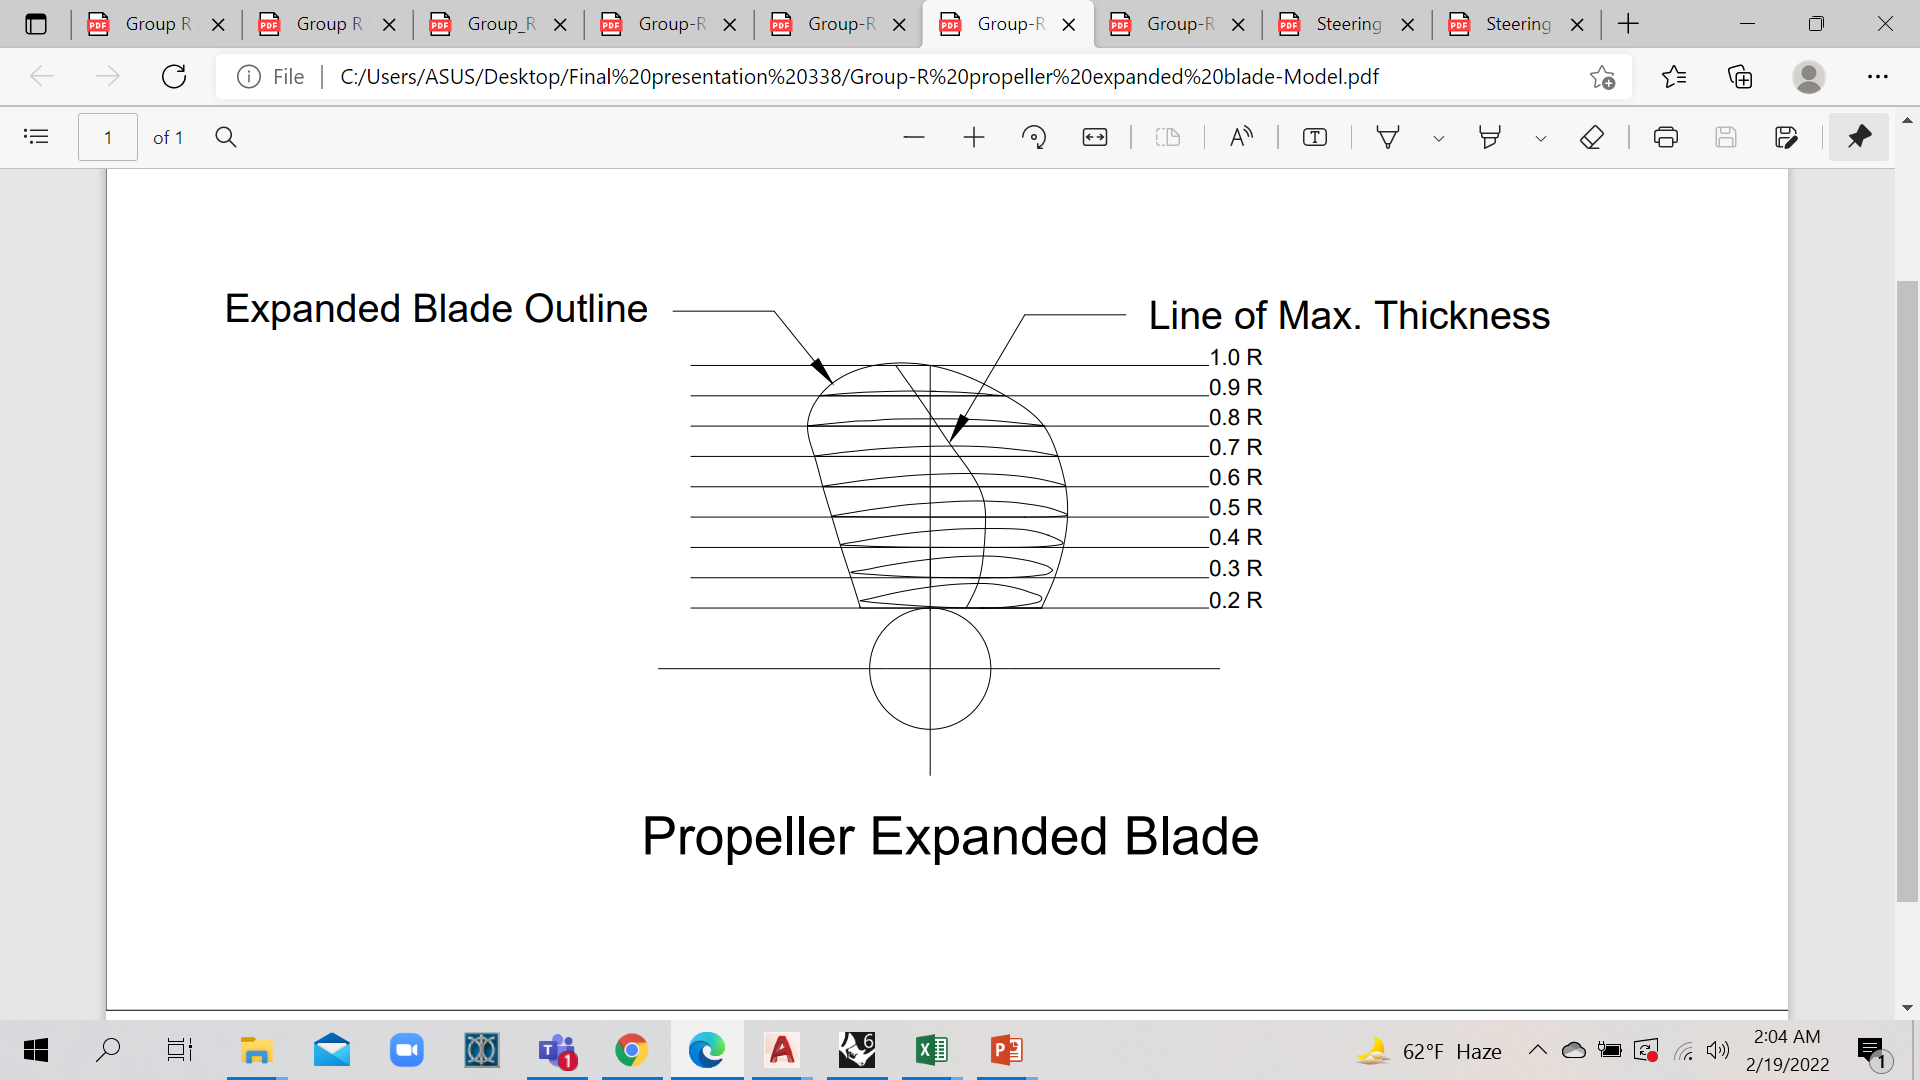 Group R
Group R
Group_R
Group-R
Group-R
Group-R
Group-R
Steering
Steering
File
C:/Users/ASUS/Desktop/Final%20presentation%20338/Group-R%20propeller%20expanded%20blade-Model.pdf
1 of 1
Expanded Blade Outline
Line of Max. Thickness
1.0 R
0.9 R
0.8 R
0.7 R
0.6 R
0.5 R
0.4 R
0.3 R
0.2 R
Propeller Expanded Blade
62°F Haze
2:04 AM
2/19/2022
1
1
6